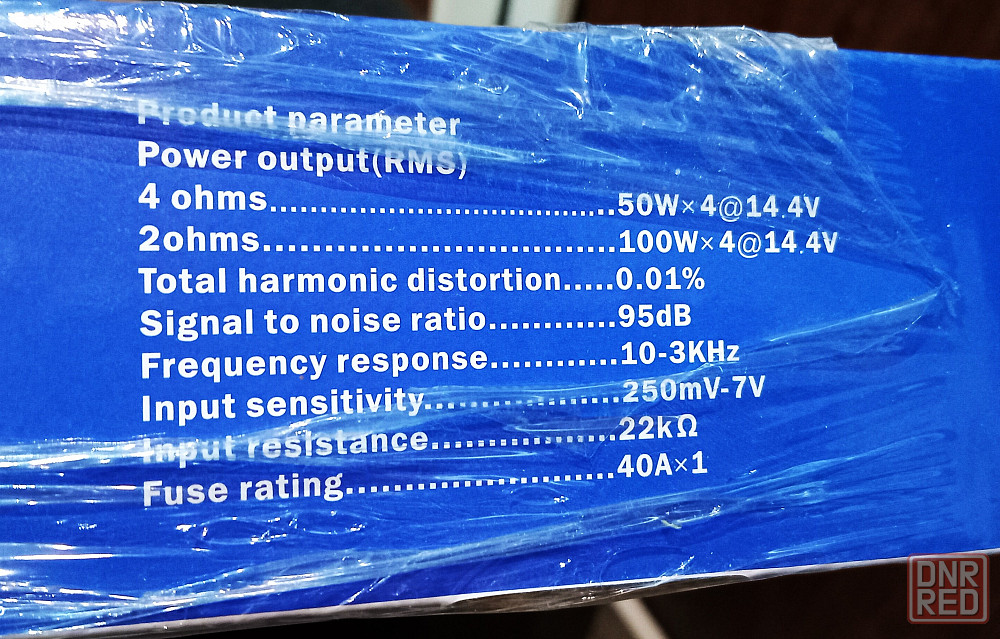 Product parameter
Power output(RMS)
4 ohms..................................50W×4@14.4V
2ohms..................................100W×4@14.4V
Total harmonic distortion.....0.01%
Signal to noise ratio............95dB
Frequency response............10-3KHz
Input sensitivity...................250mV-7V
Input resistance..................22kΩ
Fuse rating..........................40A×1
DNR
RED